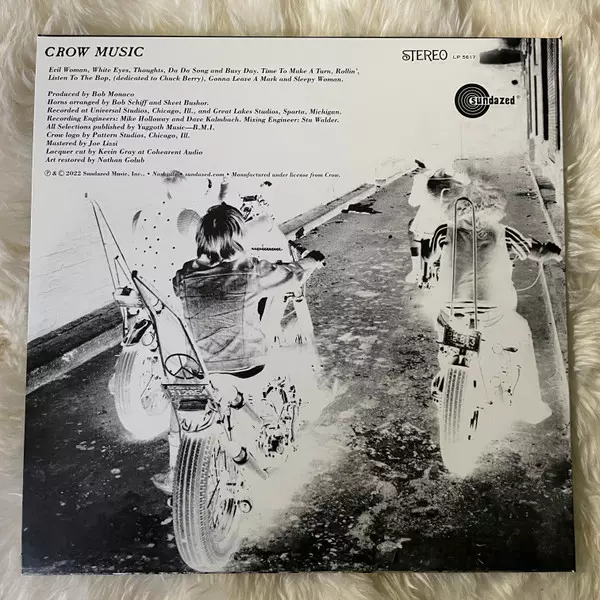 CROW MUSIC
STEREO LP 5617
Evil Woman, White Eyes, Thoughts, Da Da Song and Busy Day. Time To Make A Turn, Rollin',
Listen To The Bop, (dedicated to Chuck Berry), Gonna Leave A Mark and Sleepy Woman.
sundazed
Produced by Bob Monaco
Horns arranged by Bob Schiff and Skeet Bushor.
Recorded at Universal Studios, Chicago, Ill., and Great Lakes Studios, Sparta, Michigan.
Recording Engineers: Mike Holloway and Dave Kalmbach. Mixing Engineer: Stu Walder.
All Selections published by Yuggoth Music—B.M.I.
Crow logo by Pattern Studios, Chicago, Ill.
Mastered by Joe Lizzi
Lacquer cut by Kevin Gray at Cohearent Audio
Art restored by Nathan Golub
℗ & © 2022 Sundazed Music, Inc., • Nashville • sundazed.com • Manufactured under license from Crow.